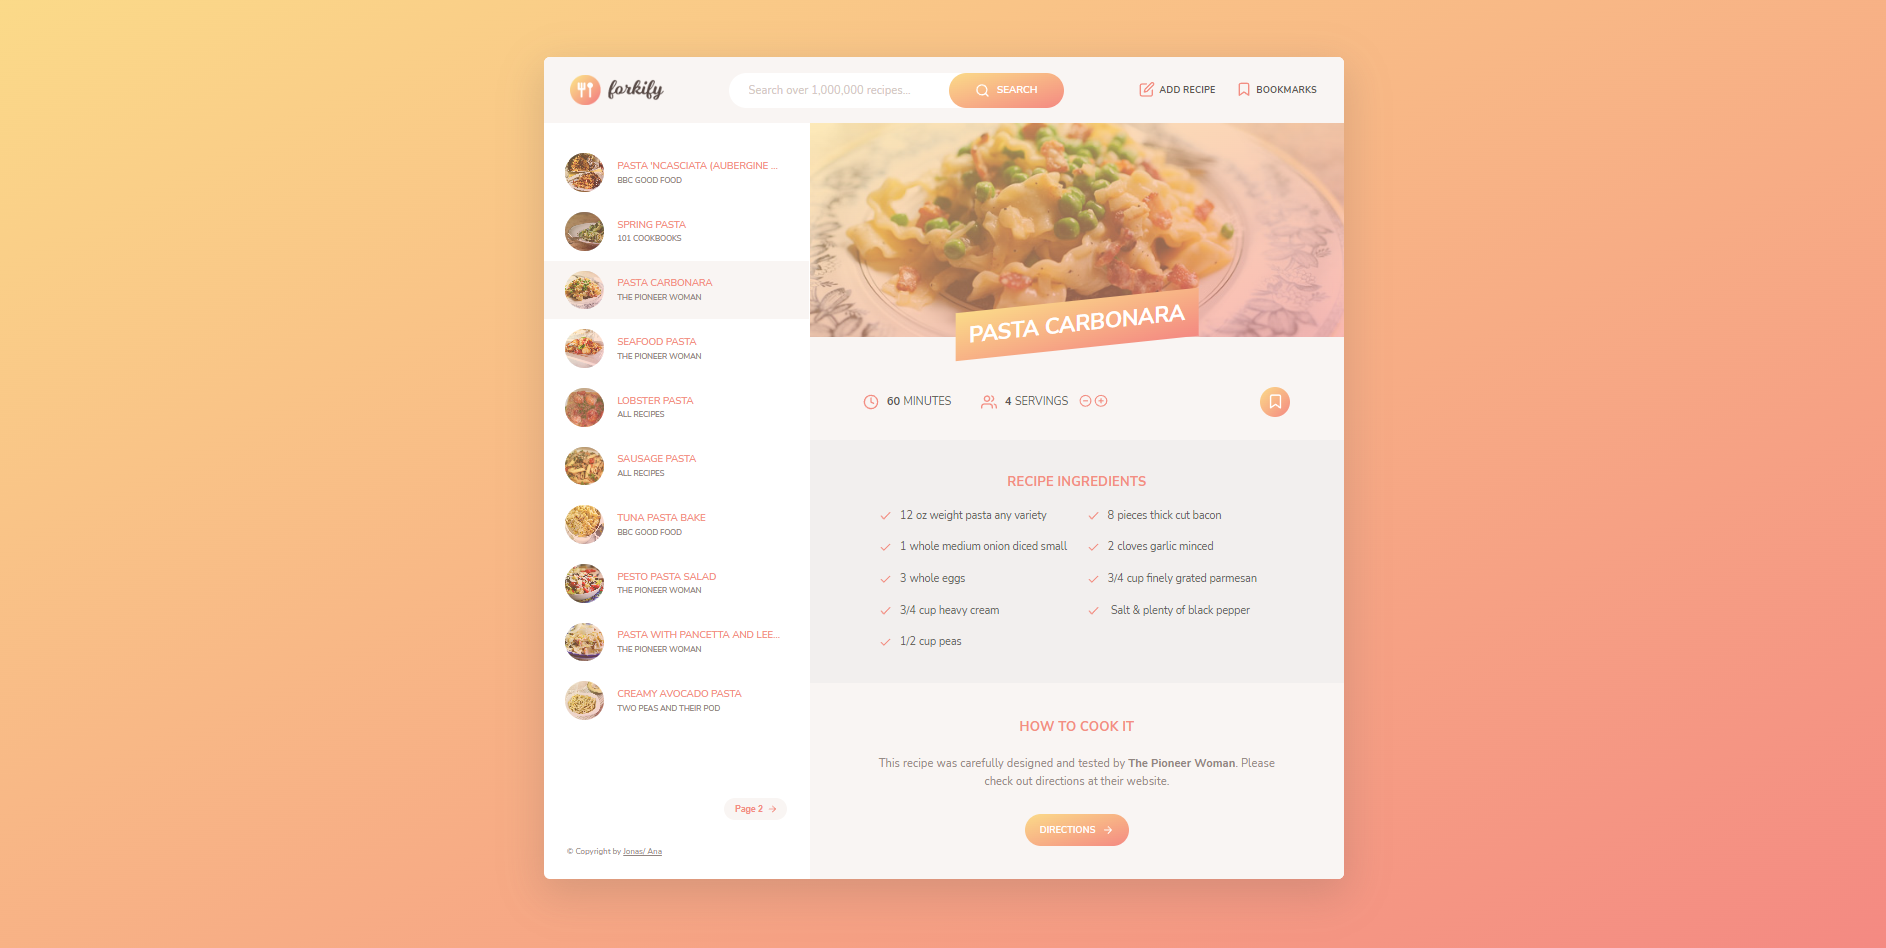 forkify
Search over 1,000,000 recipes...
SEARCH
ADD RECIPE
BOOKMARKS
PASTA 'NCASCIATA (AUBERGINE ...
BBC GOOD FOOD
SPRING PASTA
101 COOKBOOKS
PASTA CARBONARA
THE PIONEER WOMAN
SEAFOOD PASTA
THE PIONEER WOMAN
LOBSTER PASTA
ALL RECIPES
SAUSAGE PASTA
ALL RECIPES
TUNA PASTA BAKE
BBC GOOD FOOD
PESTO PASTA SALAD
THE PIONEER WOMAN
PASTA WITH PANCETTA AND LEE...
THE PIONEER WOMAN
CREAMY AVOCADO PASTA
TWO PEAS AND THEIR POD
Page 2
© Copyright by Jonas/ Ana
PASTA CARBONARA
60 MINUTES
4 SERVINGS
RECIPE INGREDIENTS
12 oz weight pasta any variety
8 pieces thick cut bacon
1 whole medium onion diced small
2 cloves garlic minced
3 whole eggs
3/4 cup finely grated parmesan
3/4 cup heavy cream
Salt & plenty of black pepper
1/2 cup peas
HOW TO COOK IT
This recipe was carefully designed and tested by The Pioneer Woman. Please
check out directions at their website.
DIRECTIONS